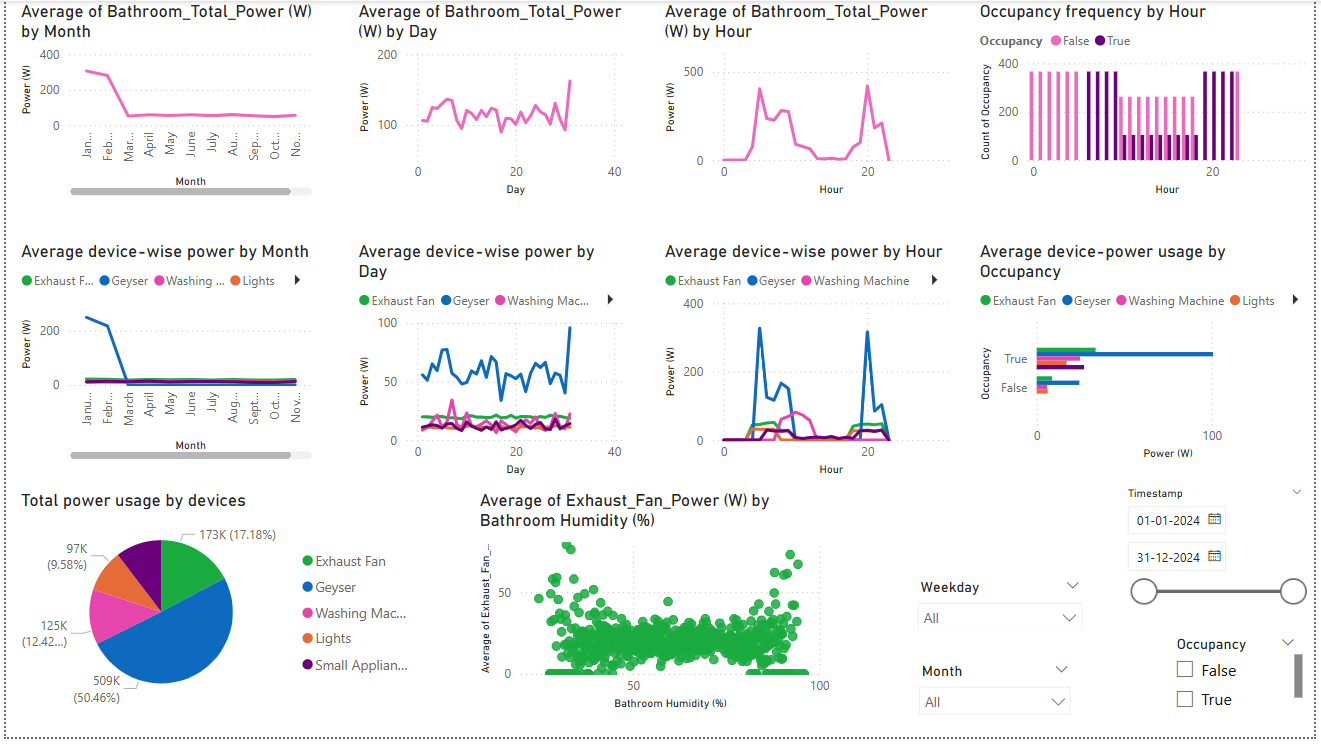 Average of Bathroom_Total_Power (W)
by Month
400
200
0
Power (W)
Jan...
Feb...
Mar...
April
May
June
July
Au...
Sep...
Oct...
No...
Month
Average of Bathroom_Total_Power
(W) by Day
200
100
Power (W)
0
20
40
Day
Average of Bathroom_Total_Power
(W) by Hour
500
0
Power (W)
0
20
Hour
Occupancy frequency by Hour
Occupancy False True
400
200
0
Count of Occupancy
0
20
Hour
Average device-wise power by Month
Exhaust F... Geyser Washing ... Lights
200
0
Power (W)
Janu...
Febr...
March
April
May
June
July
Aug...
Sept...
Oct...
Nov...
Month
Average device-wise power by
Day
Exhaust Fan Geyser Washing Mac...
100
50
0
Power (W)
0
20
40
Day
Average device-wise power by Hour
Exhaust Fan Geyser Washing Machine
400
200
0
Power (W)
0
20
Hour
Average device-power usage by
Occupancy
Exhaust Fan Geyser Washing Machine Lights
Occupancy
True
False
0
100
Power (W)
Total power usage by devices
173K (17.18%)
97K
(9.58%)
125K
(12.42...)
509K
(50.46%)
Exhaust Fan
Geyser
Washing Mac...
Lights
Small Applian...
Average of Exhaust_Fan_Power (W) by
Bathroom Humidity (%)
Average of Exhaust_Fan_...
50
0
50
100
Bathroom Humidity (%)
Weekday
All
Month
All
Timestamp
01-01-2024
31-12-2024
Occupancy
False
True